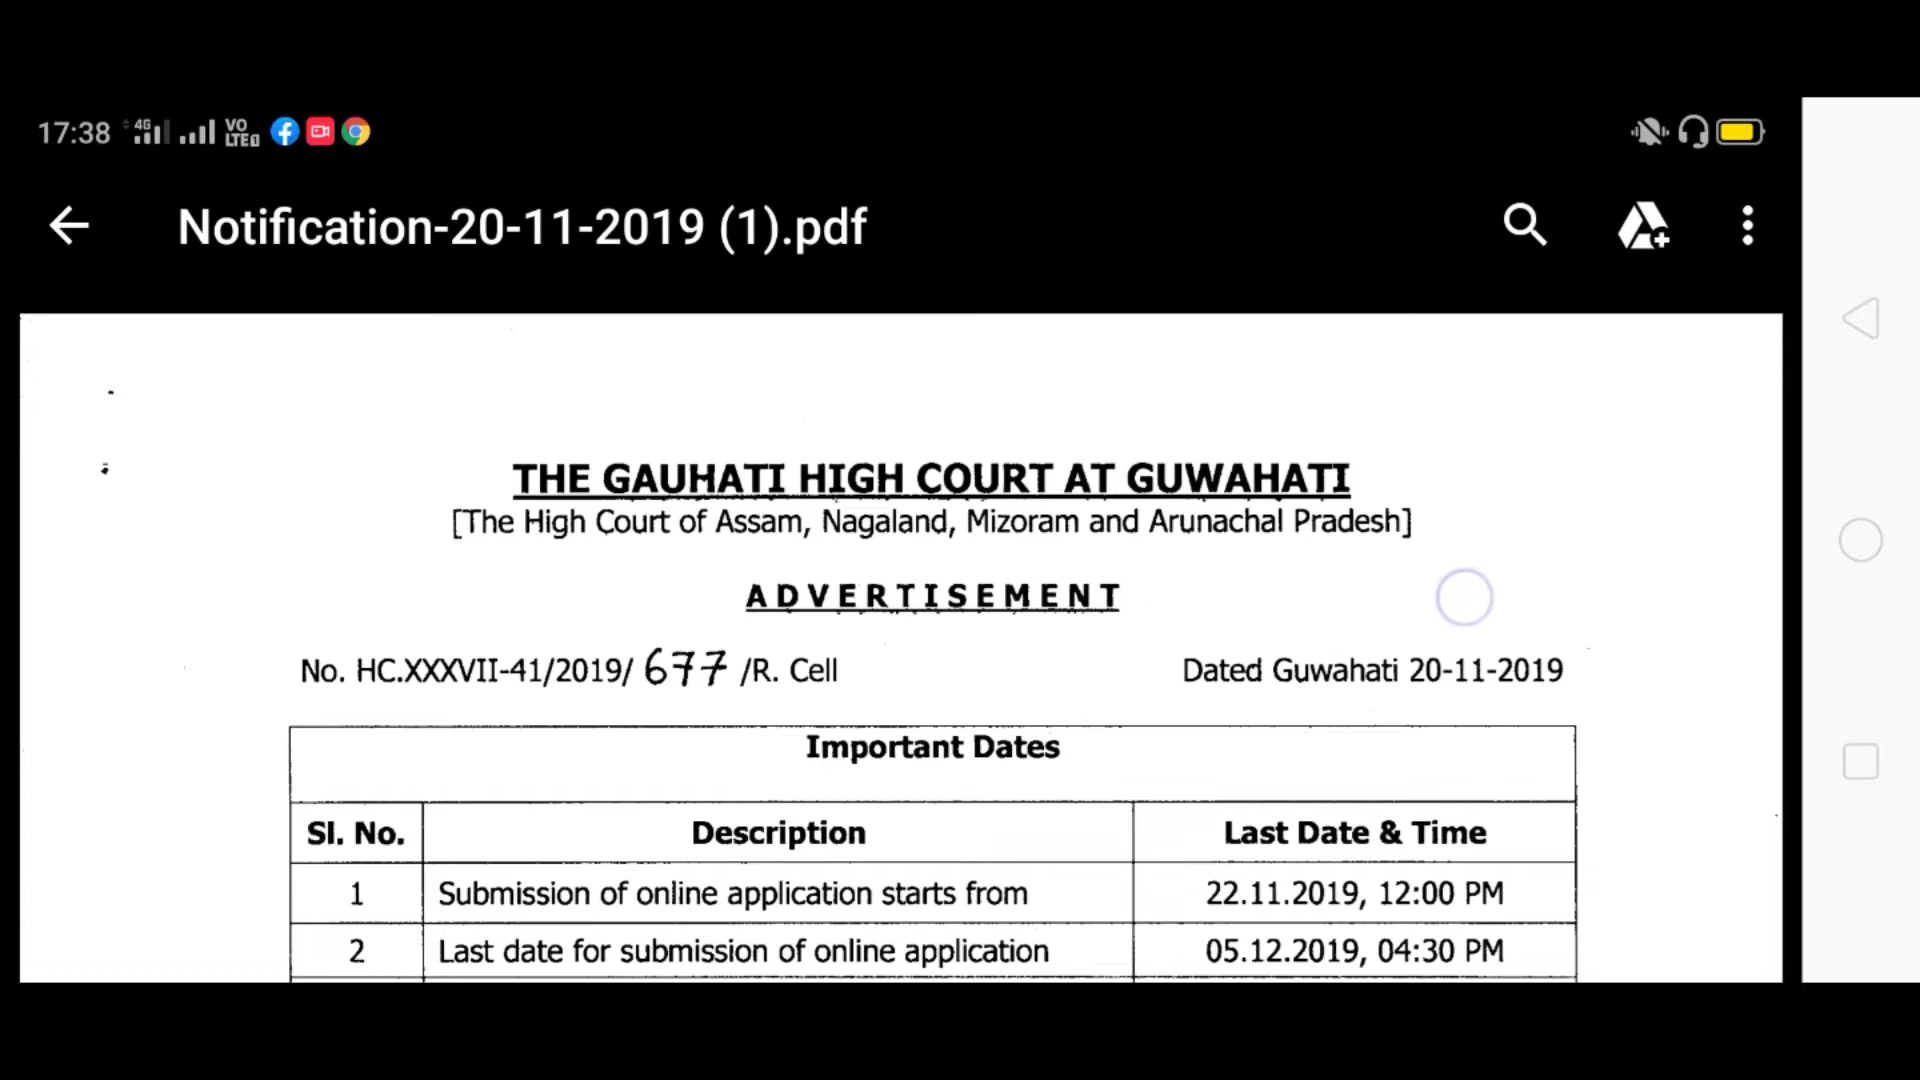 17:38 4G VO LTE
Notification-20-11-2019 (1).pdf
THE GAUHATI HIGH COURT AT GUWAHATI
[The High Court of Assam, Nagaland, Mizoram and Arunachal Pradesh]
ADVERTISEMENT
No. HC.XXXVII-41/2019/ 677 /R. Cell Dated Guwahati 20-11-2019
Important Dates
Sl. No. Description Last Date & Time
1 Submission of online application starts from 22.11.2019, 12:00 PM
2 Last date for submission of online application 05.12.2019, 04:30 PM